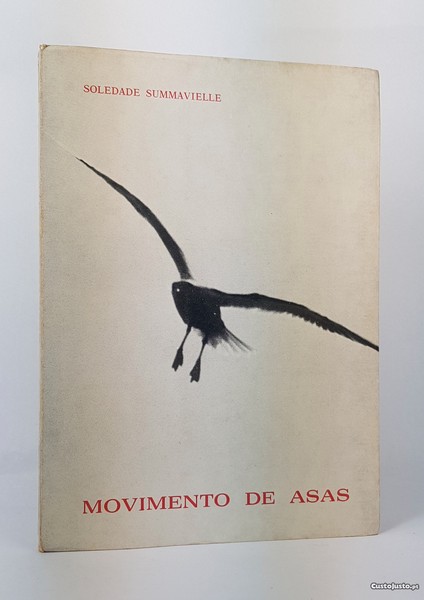 SOLEDADE SUMMAVIELLE
MOVIMENTO DE ASAS
CustoJusto.pt